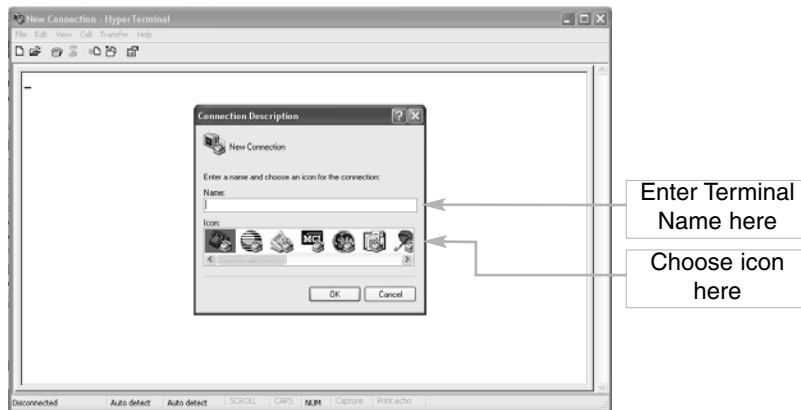 New Connection - HyperTerminal
File Edit View Call Transfer Help
Connection Description
New Connection
Enter a name and choose an icon for the connection:
Name:
Icon:
MCI
OK Cancel
Enter Terminal
Name here
Choose icon
here
Disconnected Auto detect Auto detect SCROLL CAPS NUM Capture Print echo